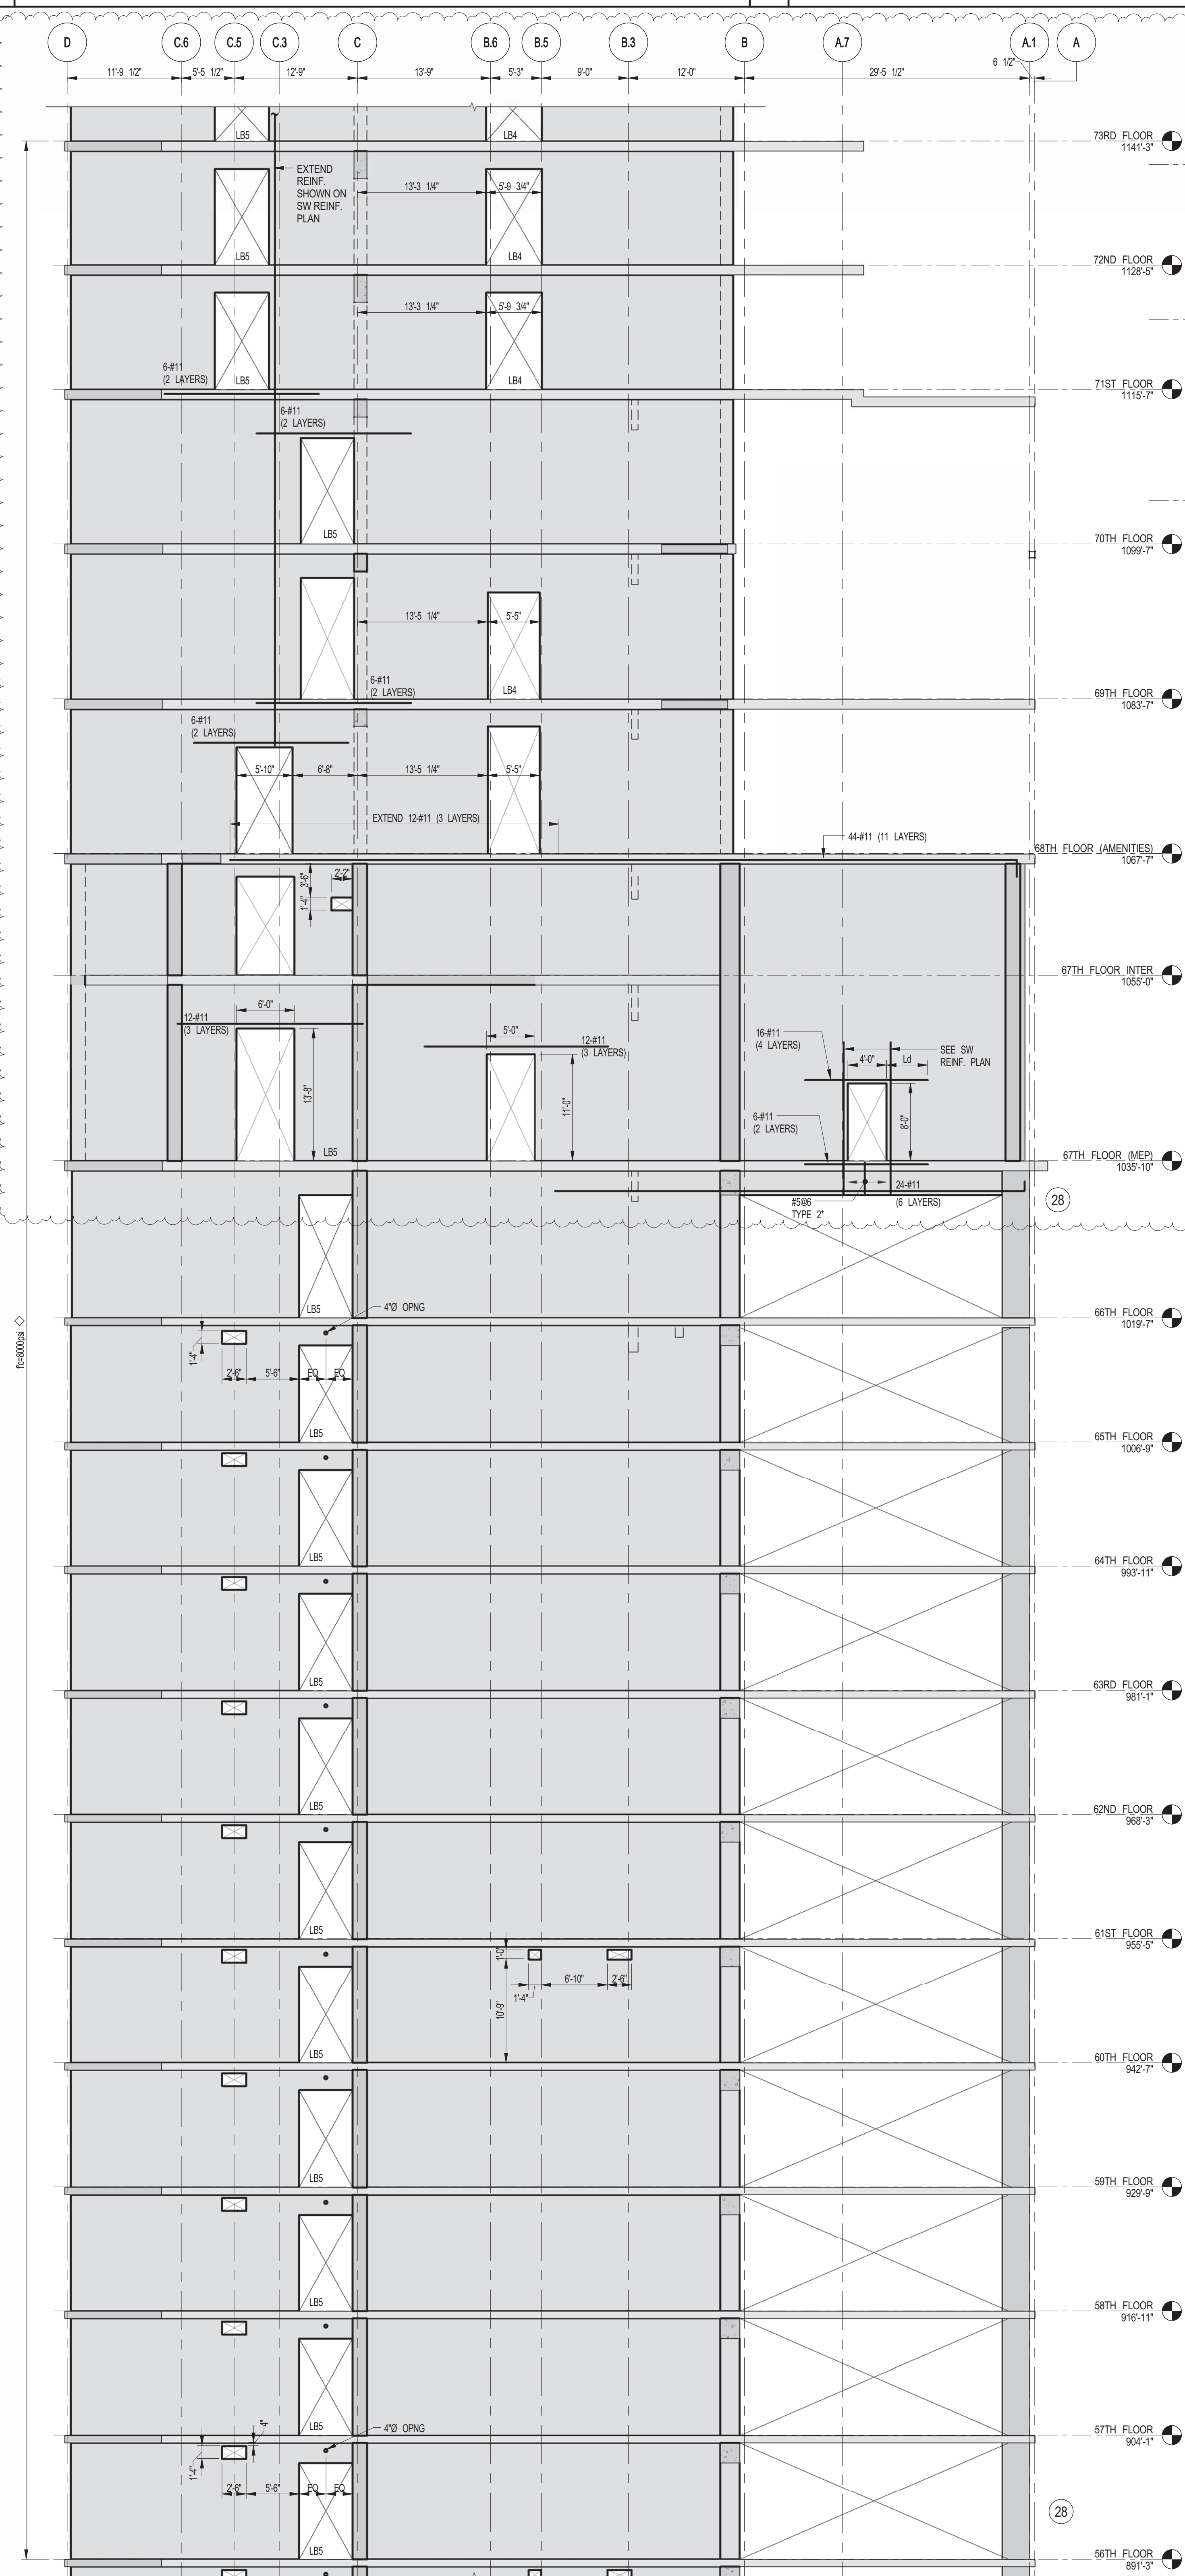 D C.6 C.5 C.3 C B.6 B.5 B.3 B A.7 A.1 A
11'-9 1/2" 5'-5 1/2" 12'-9" 13'-9" 5'-3" 9'-0" 12'-0" 29'-5 1/2" 6 1/2"
LB5 LB4
73RD FLOOR
1141'-3"
EXTEND
REINF.
SHOWN ON
SW REINF.
PLAN
13'-3 1/4" 5'-9 3/4"
LB5 LB4
72ND FLOOR
1128'-5"
13'-3 1/4" 5'-9 3/4"
6-#11
(2 LAYERS)
LB5 LB4
71ST FLOOR
1115'-7"
6-#11
(2 LAYERS)
LB5
70TH FLOOR
1099'-7"
13'-5 1/4" 5'-5"
6-#11
(2 LAYERS)
LB4
69TH FLOOR
1083'-7"
6-#11
(2 LAYERS)
5'-10" 6'-8" 13'-5 1/4" 5'-5"
EXTEND 12-#11 (3 LAYERS)
44-#11 (11 LAYERS)
68TH FLOOR (AMENITIES)
1067'-7"
3'-6" 2'-2"
1'-4"
67TH FLOOR INTER
1055'-0"
6'-0"
12-#11
(3 LAYERS)
5'-0"
12-#11
(3 LAYERS)
16-#11
(4 LAYERS)
SEE SW
REINF. PLAN
4'-0" Ld
13'-8"
11'-0"
8'-0"
6-#11
(2 LAYERS)
LB5
67TH FLOOR (MEP)
1035'-10"
#5@6
TYPE 2"
24-#11
(6 LAYERS)
28
LB5
4"Ø OPNG
66TH FLOOR
1019'-7"
f'c=8000psi
1'-4"
2'-6" 5'-6" EQ EQ
LB5
65TH FLOOR
1006'-9"
LB5
64TH FLOOR
993'-11"
LB5
63RD FLOOR
981'-1"
LB5
62ND FLOOR
968'-3"
LB5
61ST FLOOR
955'-5"
1'-0"
6'-10" 2'-6"
1'-4"
10'-9"
LB5
60TH FLOOR
942'-7"
LB5
59TH FLOOR
929'-9"
LB5
58TH FLOOR
916'-11"
LB5
4"Ø OPNG
57TH FLOOR
904'-1"
4"
1'-4"
2'-6" 5'-6" EQ EQ
28
LB5
56TH FLOOR
891'-3"